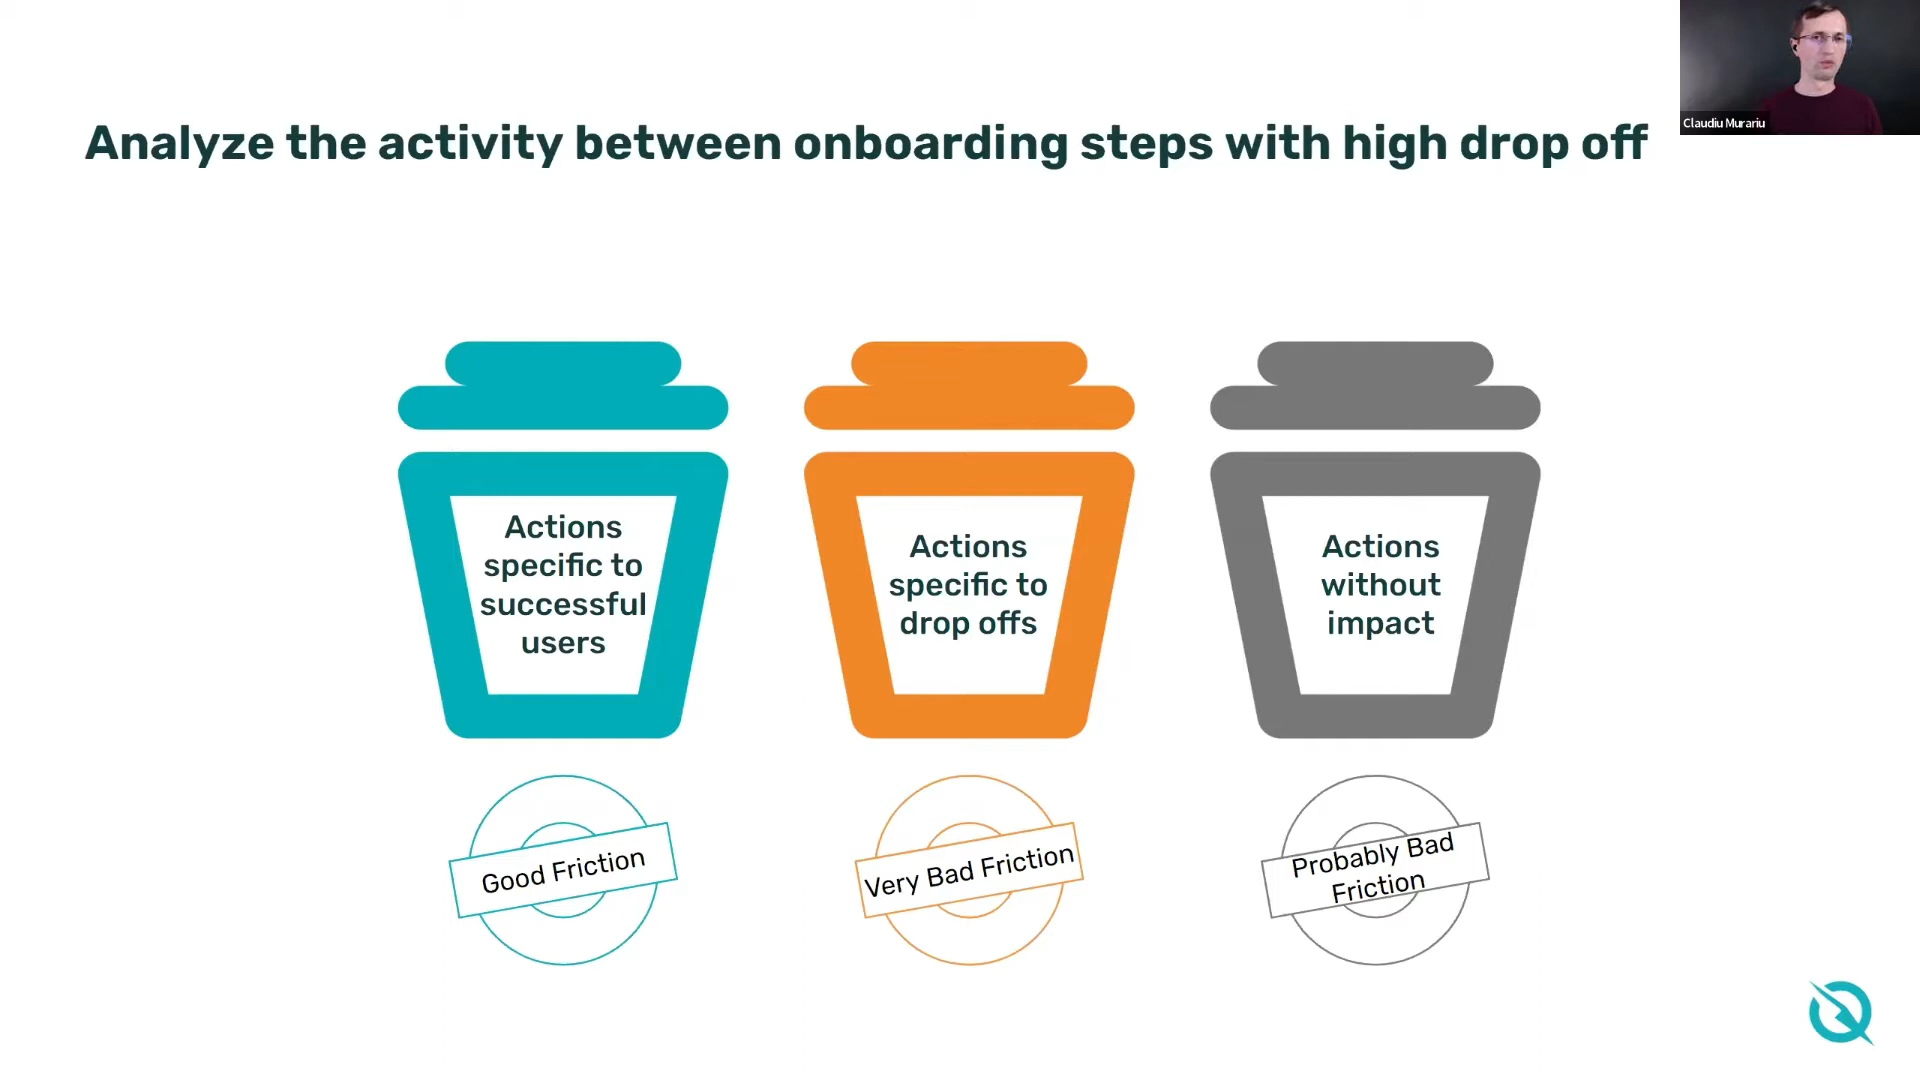 Claudiu Murariu
Analyze the activity between onboarding steps with high drop off
Actions
specific to
successful
users
Actions
specific to
drop offs
Actions
without
impact
Good Friction
Very Bad Friction
Probably Bad
Friction